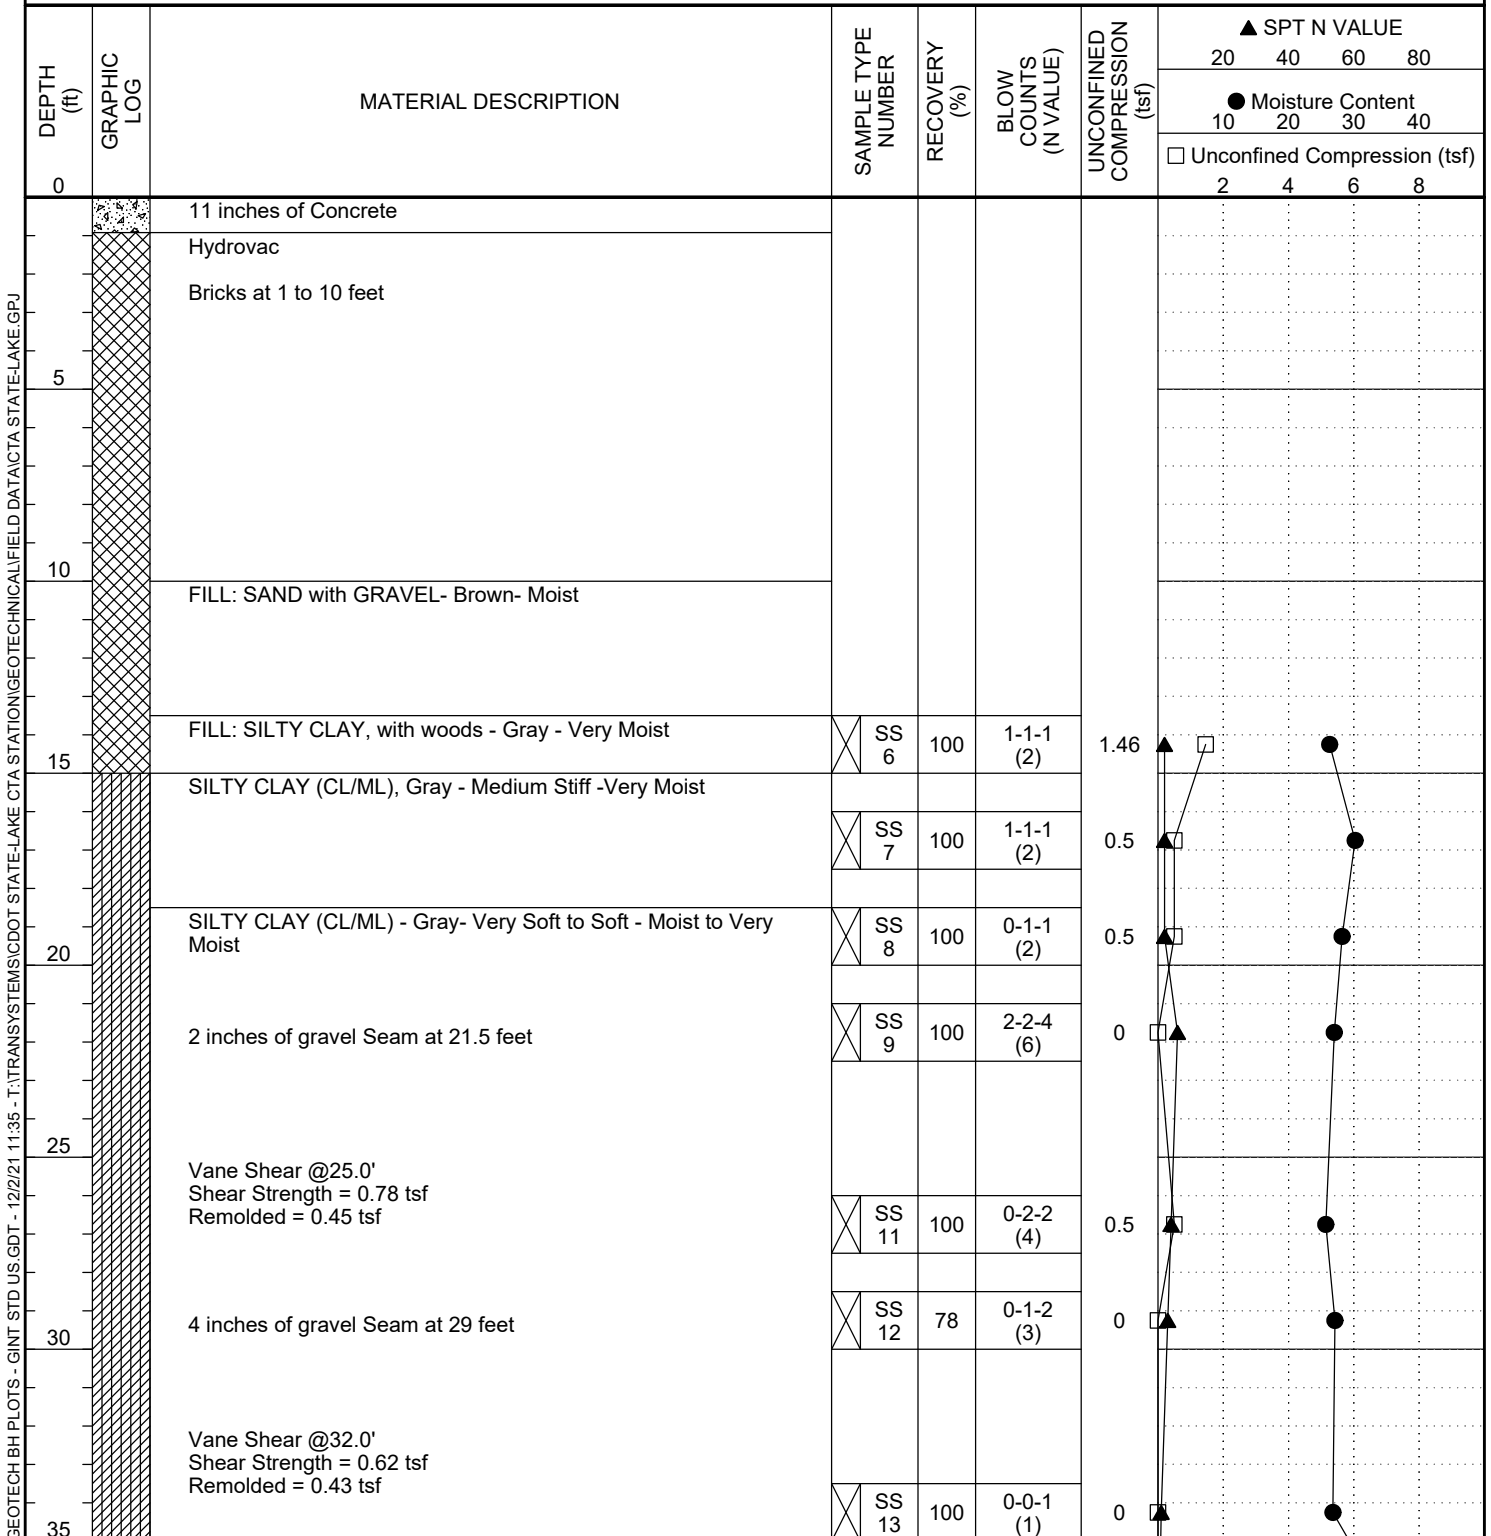 DEPTH
(ft)
GRAPHIC
LOG
MATERIAL DESCRIPTION
SAMPLE TYPE
NUMBER
RECOVERY
(%)
BLOW
COUNTS
(N VALUE)
UNCONFINED
COMPRESSION
(tsf)
▲ SPT N VALUE
20 40 60 80
● Moisture Content
10 20 30 40
□ Unconfined Compression (tsf)
2 4 6 8
0
11 inches of Concrete
Hydrovac
Bricks at 1 to 10 feet
5
10
FILL: SAND with GRAVEL- Brown- Moist
FILL: SILTY CLAY, with woods - Gray - Very Moist
SS
6
100
1-1-1
(2)
1.46
15
SILTY CLAY (CL/ML), Gray - Medium Stiff -Very Moist
SS
7
100
1-1-1
(2)
0.5
SILTY CLAY (CL/ML) - Gray- Very Soft to Soft - Moist to Very
Moist
SS
8
100
0-1-1
(2)
0.5
20
2 inches of gravel Seam at 21.5 feet
SS
9
100
2-2-4
(6)
0
25
Vane Shear @25.0'
Shear Strength = 0.78 tsf
Remolded = 0.45 tsf
SS
11
100
0-2-2
(4)
0.5
4 inches of gravel Seam at 29 feet
SS
12
78
0-1-2
(3)
0
30
Vane Shear @32.0'
Shear Strength = 0.62 tsf
Remolded = 0.43 tsf
SS
13
100
0-0-1
(1)
0
35
GEOTECH BH PLOTS - GINT STD US.GDT - 12/2/21 11:35 - T:\TRANSYSTEMS\CDOT STATE-LAKE CTA STATION\GEOTECHNICAL\FIELD DATA\CTA STATE-LAKE.GPJ